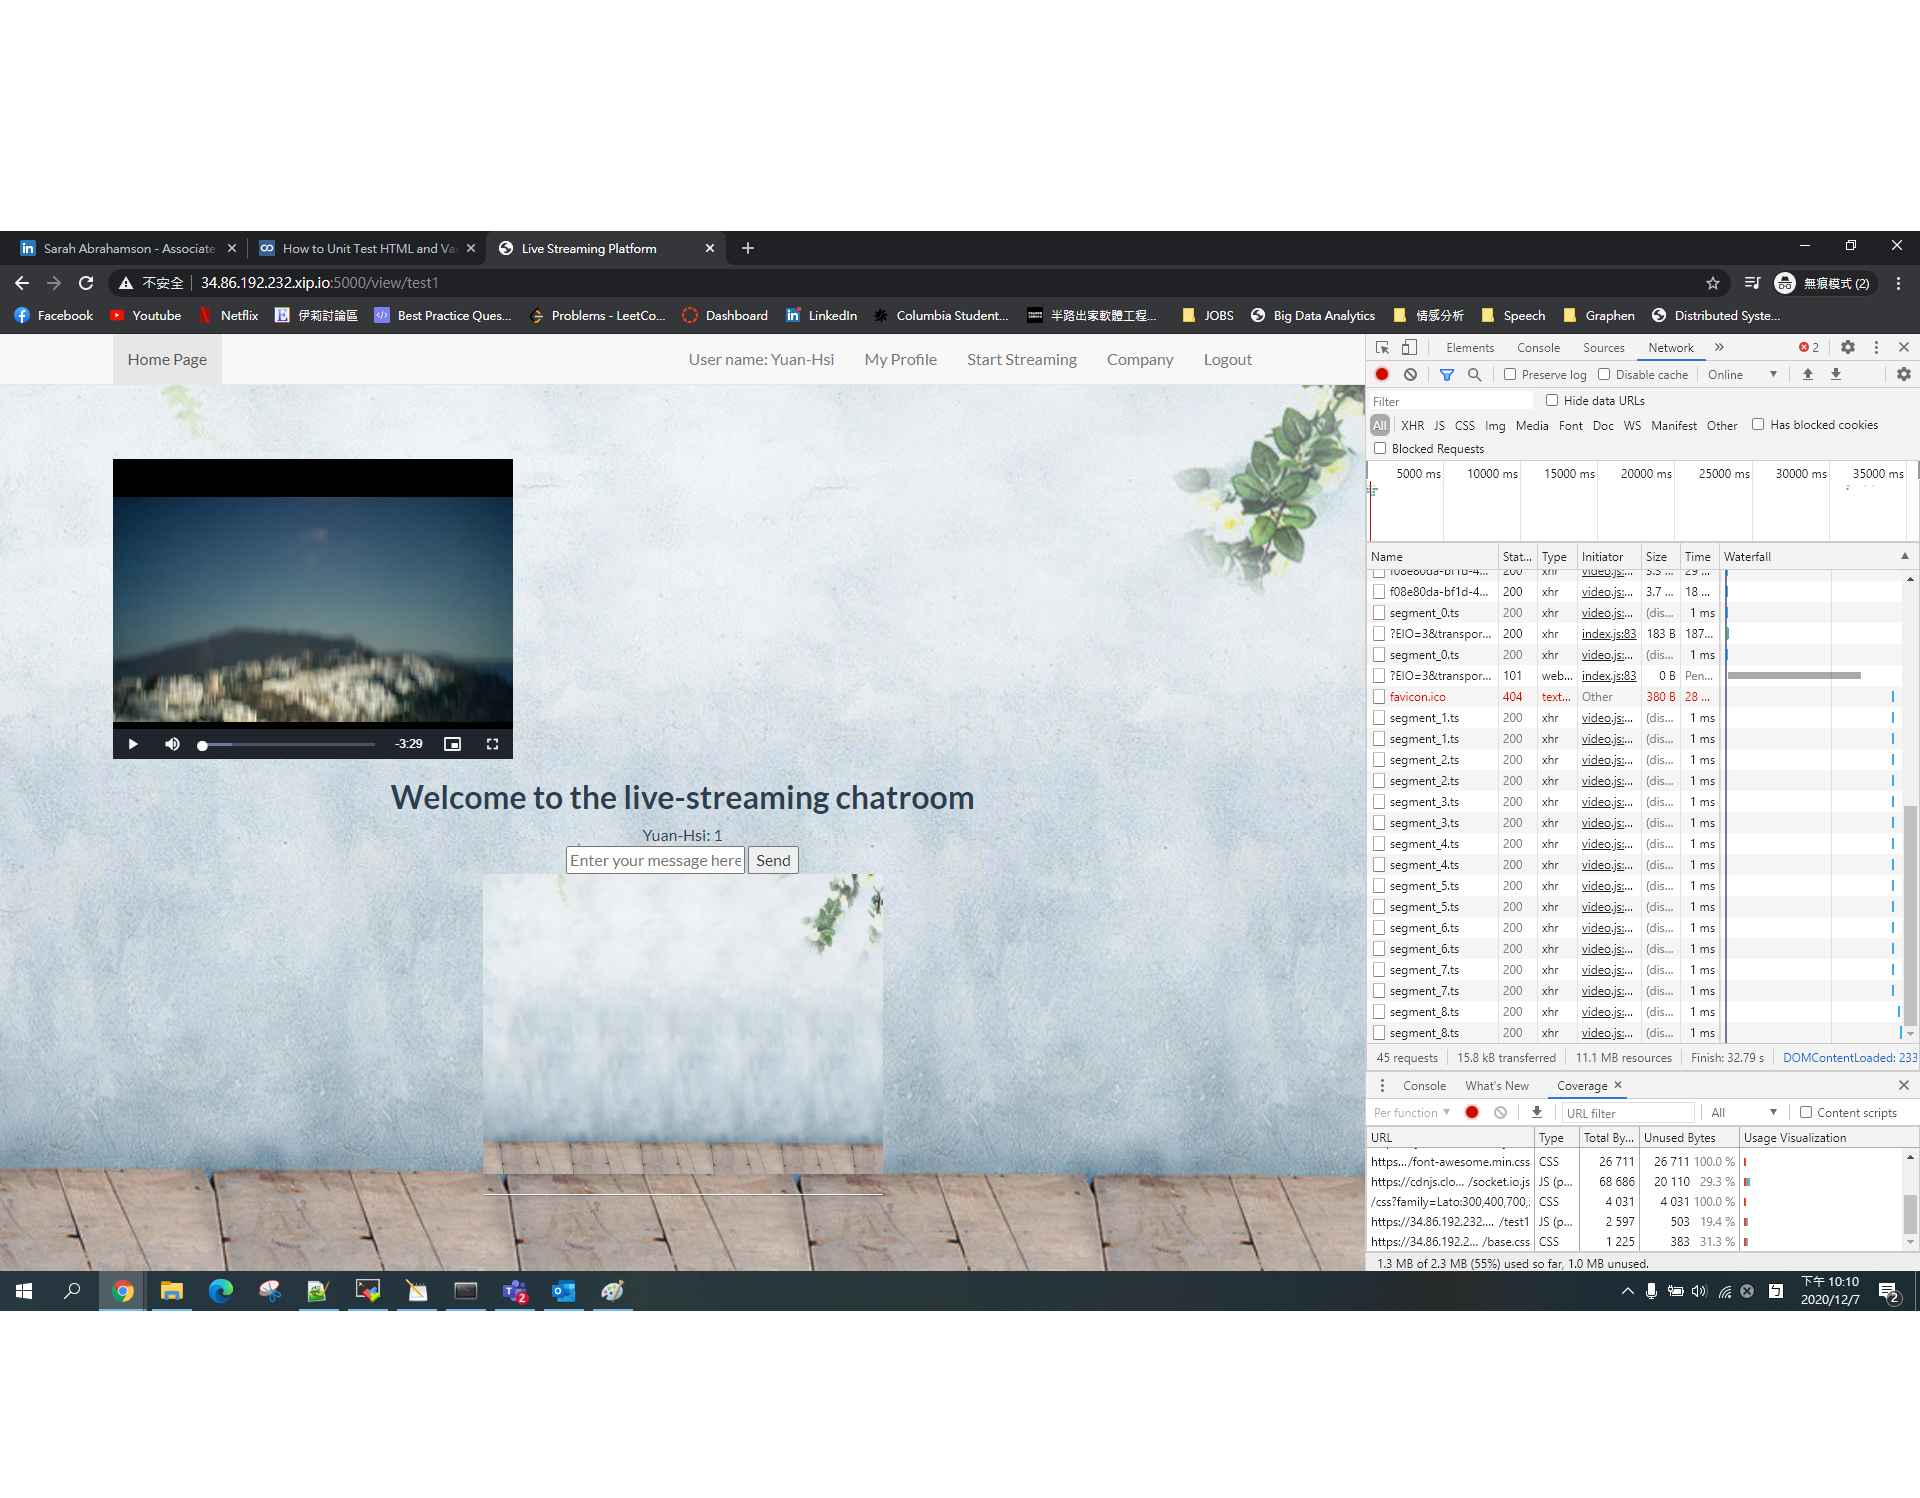 Sarah Abrahamson - Associate
How to Unit Test HTML and Va
Live Streaming Platform
不安全 34.86.192.232.xip.io:5000/view/test1
無痕模式 (2)
Facebook Youtube Netflix 伊莉討論區 Best Practice Ques... Problems - LeetCo... Dashboard LinkedIn Columbia Student... 半路出家軟體工程... JOBS Big Data Analytics 情感分析 Speech Graphen Distributed Syste...
Home Page User name: Yuan-Hsi My Profile Start Streaming Company Logout
-3:29
Welcome to the live-streaming chatroom
Yuan-Hsi: 1
Enter your message here Send
Elements Console Sources Network 2
Preserve log Disable cache Online
Filter Hide data URLs
All XHR JS CSS Img Media Font Doc WS Manifest Other Has blocked cookies
Blocked Requests
5000 ms 10000 ms 15000 ms 20000 ms 25000 ms 30000 ms 35000 ms
Name Stat... Type Initiator Size Time Waterfall
f08e80da-bf1d-4... 200 xhr video.js:... 3.3 ... 29 ...
f08e80da-bf1d-4... 200 xhr video.js:... 3.7 ... 18 ...
segment_0.ts 200 xhr video.js:... (dis... 1 ms
?EIO=3&transpor... 200 xhr index.js:83 183 B 187...
segment_0.ts 200 xhr video.js:... (dis... 1 ms
?EIO=3&transpor... 101 web... index.js:83 0 B Pen...
favicon.ico 404 text... Other 380 B 28 ...
segment_1.ts 200 xhr video.js:... (dis... 1 ms
segment_1.ts 200 xhr video.js:... (dis... 1 ms
segment_2.ts 200 xhr video.js:... (dis... 1 ms
segment_2.ts 200 xhr video.js:... (dis... 1 ms
segment_3.ts 200 xhr video.js:... (dis... 1 ms
segment_3.ts 200 xhr video.js:... (dis... 1 ms
segment_4.ts 200 xhr video.js:... (dis... 1 ms
segment_4.ts 200 xhr video.js:... (dis... 1 ms
segment_5.ts 200 xhr video.js:... (dis... 1 ms
segment_5.ts 200 xhr video.js:... (dis... 1 ms
segment_6.ts 200 xhr video.js:... (dis... 1 ms
segment_6.ts 200 xhr video.js:... (dis... 1 ms
segment_7.ts 200 xhr video.js:... (dis... 1 ms
segment_7.ts 200 xhr video.js:... (dis... 1 ms
segment_8.ts 200 xhr video.js:... (dis... 1 ms
segment_8.ts 200 xhr video.js:... (dis... 1 ms
45 requests 15.8 kB transferred 11.1 MB resources Finish: 32.79 s DOMContentLoaded: 233
Console What's New Coverage
Per function URL filter All Content scripts
URL Type Total By... Unused Bytes Usage Visualization
https.../font-awesome.min.css CSS 26 711 26 711 100.0 %
https://cdnjs.clo... /socket.io.js JS (p... 68 686 20 110 29.3 %
/css?family=Lato:300,400,700, CSS 4 031 4 031 100.0 %
https://34.86.192.232.... /test1 JS (p... 2 597 503 19.4 %
https://34.86.192.2... /base.css CSS 1 225 383 31.3 %
1.3 MB of 2.3 MB (55%) used so far, 1.0 MB unused.
下午 10:10
2020/12/7
2
2